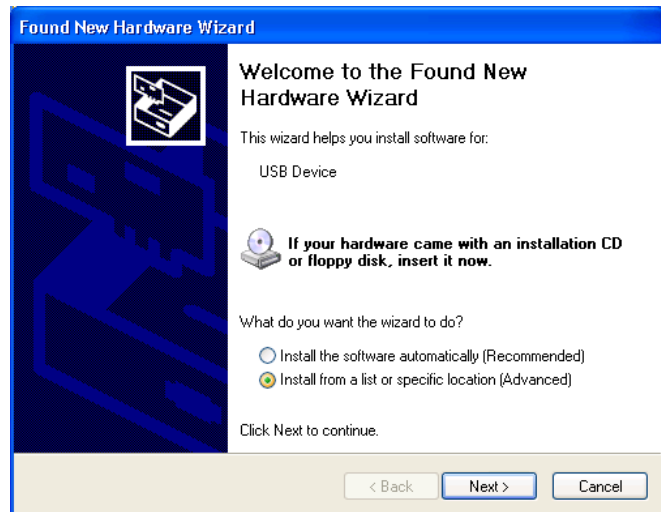 Found New Hardware Wizard
Welcome to the Found New
Hardware Wizard
This wizard helps you install software for:
USB Device
If your hardware came with an installation CD
or floppy disk, insert it now.
What do you want the wizard to do?
Install the software automatically (Recommended)
Install from a list or specific location (Advanced)
Click Next to continue.
< Back Next > Cancel